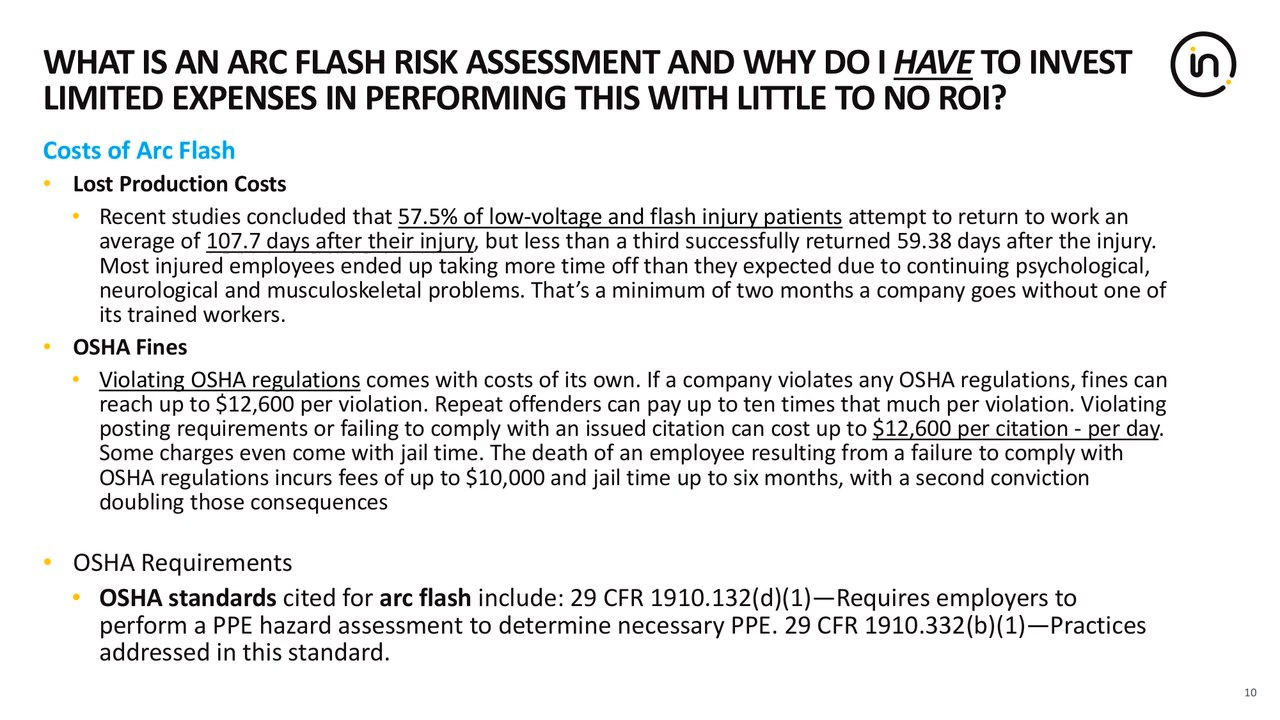 WHAT IS AN ARC FLASH RISK ASSESSMENT AND WHY DO I HAVE TO INVEST
LIMITED EXPENSES IN PERFORMING THIS WITH LITTLE TO NO ROI?
in
Costs of Arc Flash
• Lost Production Costs
• Recent studies concluded that 57.5% of low-voltage and flash injury patients attempt to return to work an
average of 107.7 days after their injury, but less than a third successfully returned 59.38 days after the injury.
Most injured employees ended up taking more time off than they expected due to continuing psychological,
neurological and musculoskeletal problems. That’s a minimum of two months a company goes without one of
its trained workers.
• OSHA Fines
• Violating OSHA regulations comes with costs of its own. If a company violates any OSHA regulations, fines can
reach up to $12,600 per violation. Repeat offenders can pay up to ten times that much per violation. Violating
posting requirements or failing to comply with an issued citation can cost up to $12,600 per citation - per day.
Some charges even come with jail time. The death of an employee resulting from a failure to comply with
OSHA regulations incurs fees of up to $10,000 and jail time up to six months, with a second conviction
doubling those consequences
• OSHA Requirements
• OSHA standards cited for arc flash include: 29 CFR 1910.132(d)(1)—Requires employers to
perform a PPE hazard assessment to determine necessary PPE. 29 CFR 1910.332(b)(1)—Practices
addressed in this standard.
10